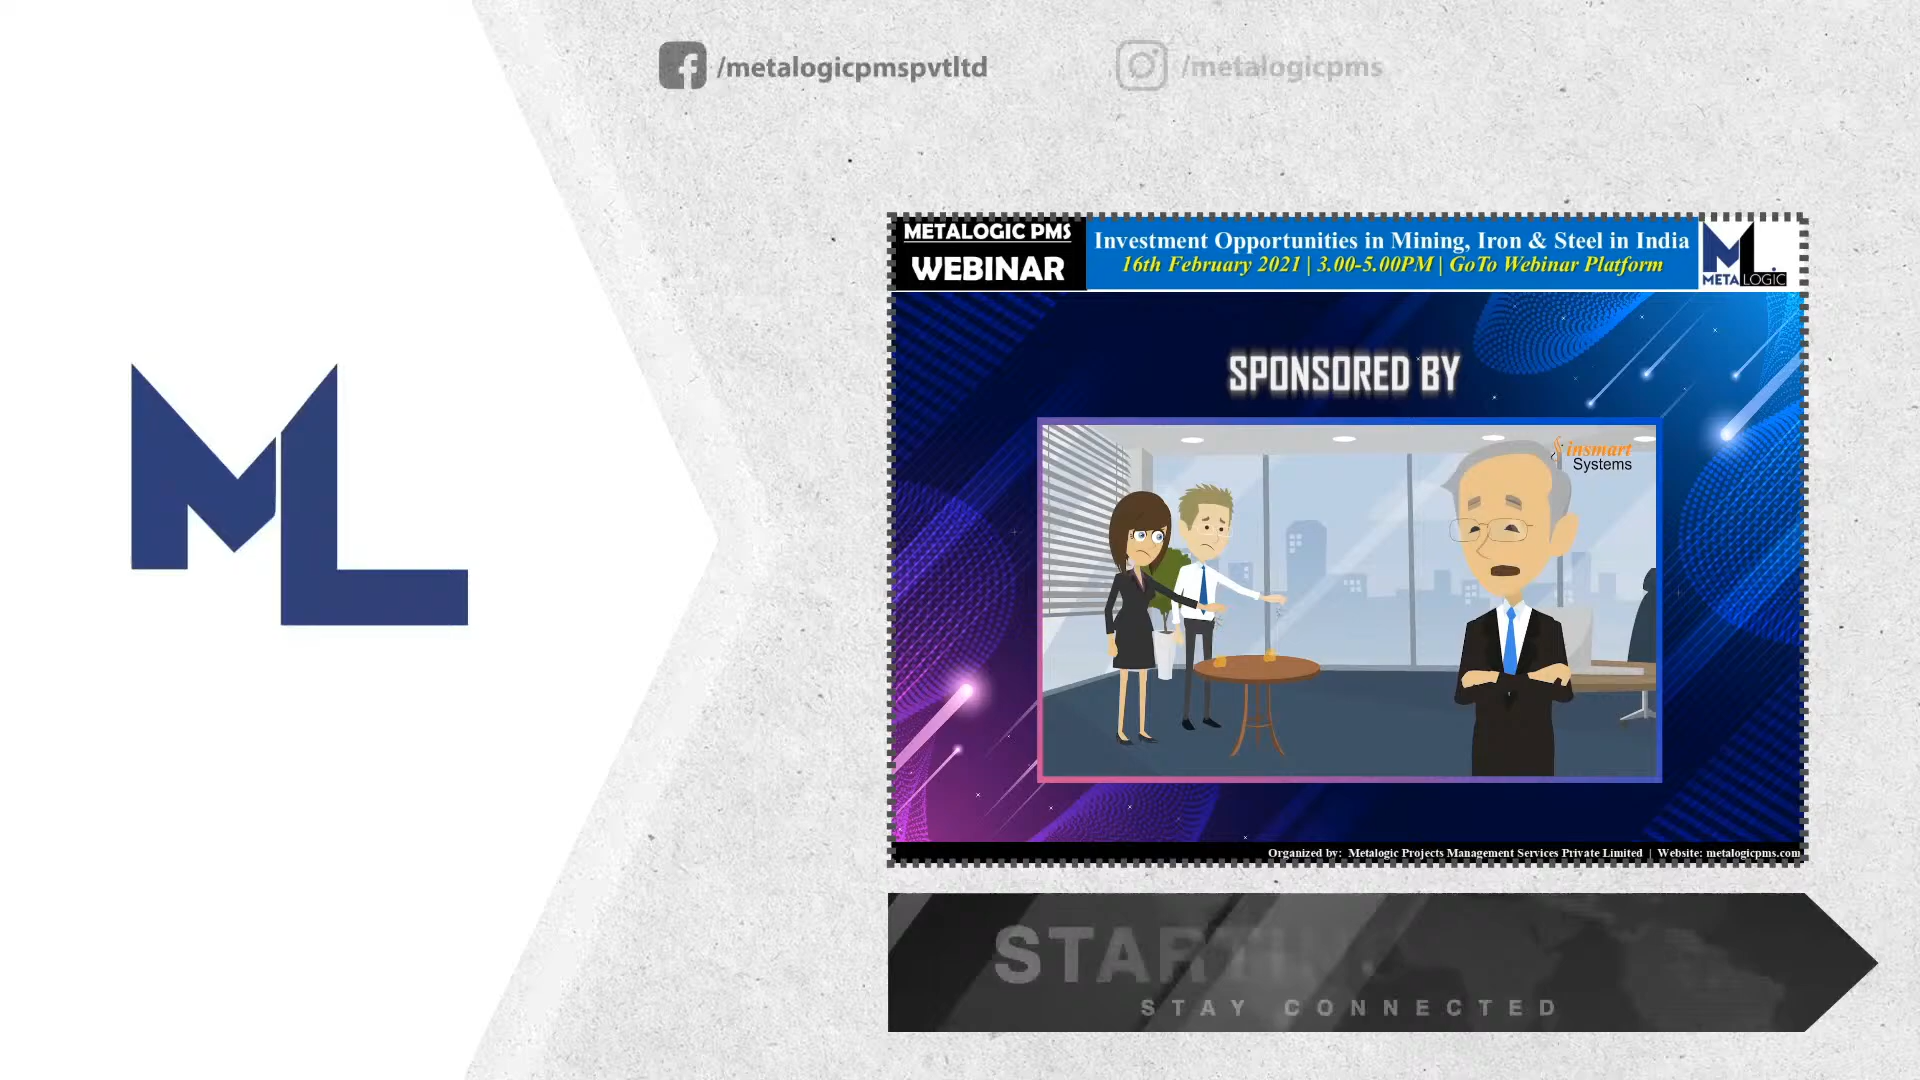 /metalogicpmspvtltd
/metalogicpms
METALOGIC PMS
WEBINAR
Investment Opportunities in Mining, Iron & Steel in India
16th February 2021 | 3.00-5.00PM | GoTo Webinar Platform
ML
METALOGIC
SPONSORED BY
insmart
Systems
ML
Organized by: Metalogic Projects Management Services Private Limited | Website: metalogicpms.com
STAY CONNECTED